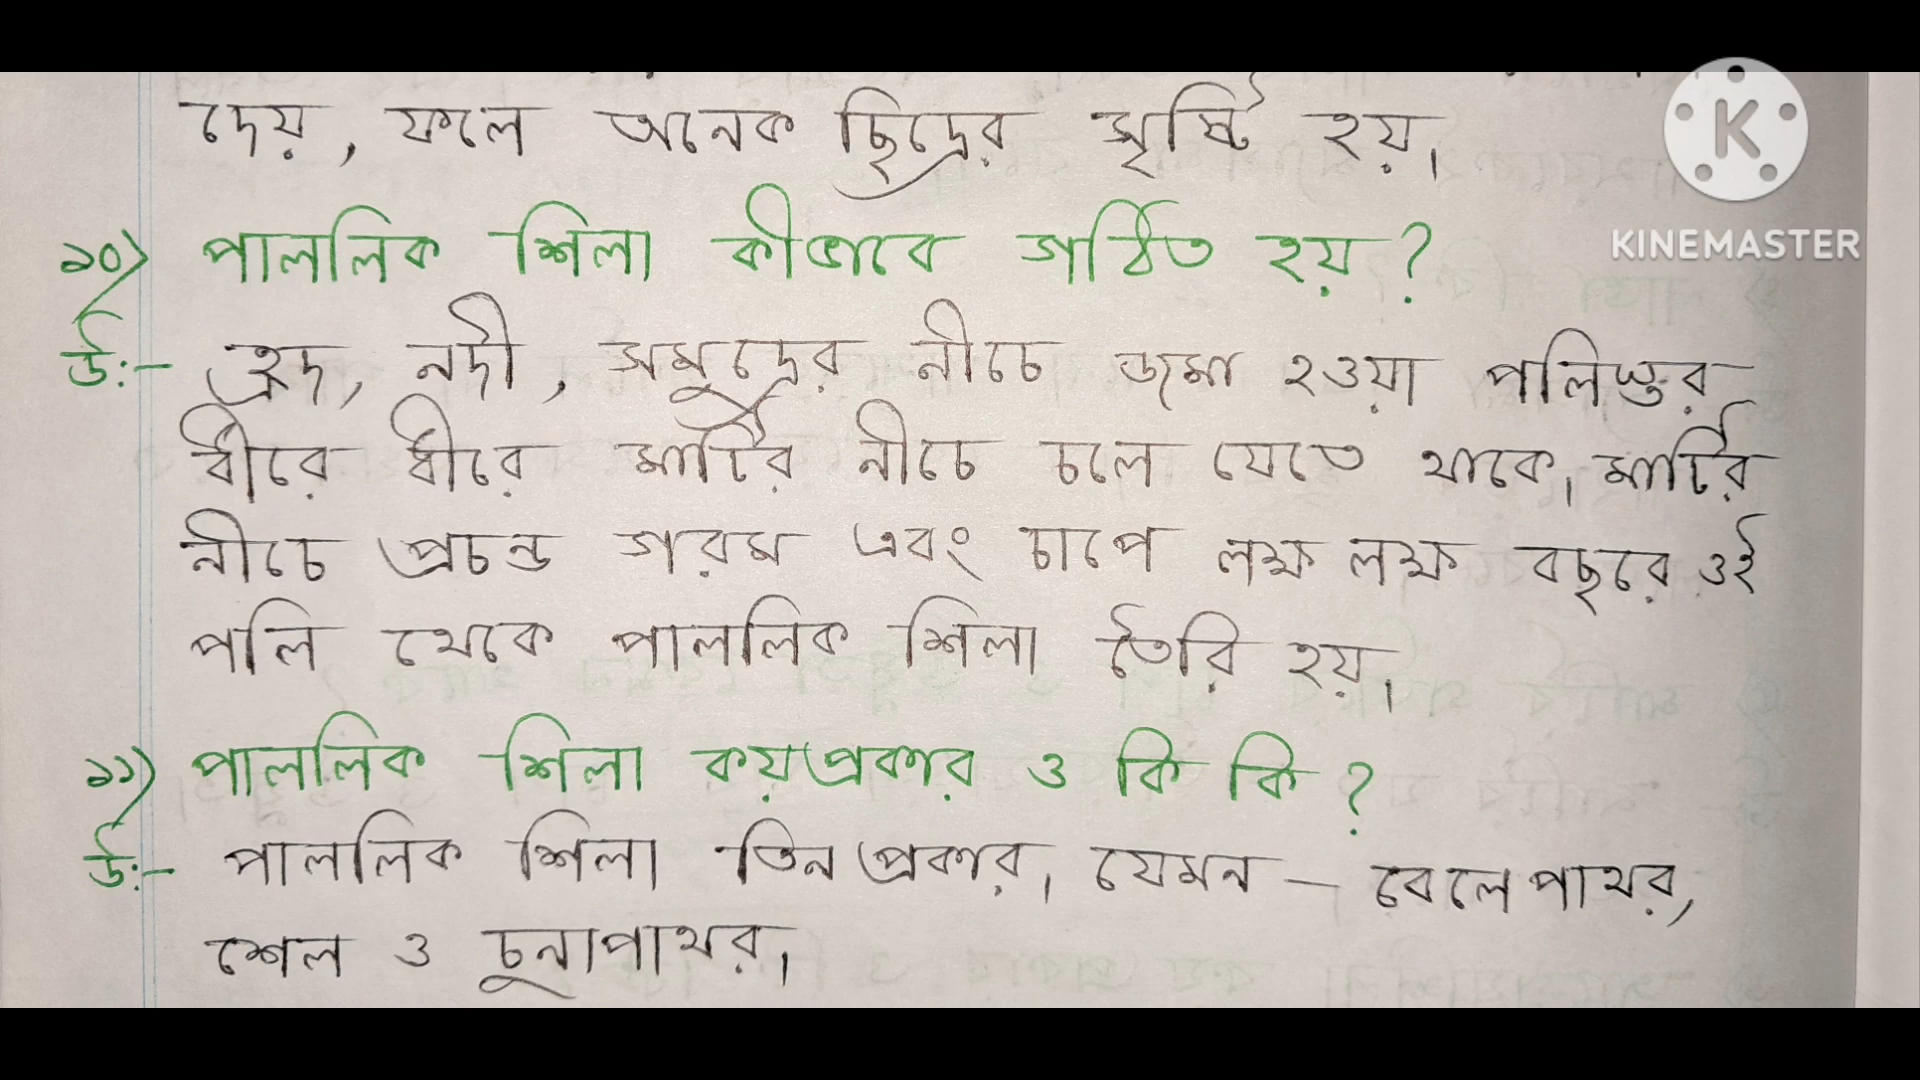 দেয়, ফলে অনেক ছিদ্রের সৃষ্টি হয়।
১০) পাললিক শিলা কীভাবে গঠিত হয়?
উ:- হ্রদ, নদী, সমুদ্রের নীচে জমা হওয়া পলিস্তর
ধীরে ধীরে মাটির নীচে চলে যেতে থাকে। মাটির
নীচে প্রচন্ড গরম এবং চাপে লক্ষ লক্ষ বছরে ওই
পলি থেকে পাললিক শিলা তৈরি হয়।
১১) পাললিক শিলা কয়প্রকার ও কি কি?
উ:- পাললিক শিলা তিন প্রকার। যেমন – বেলেপাথর,
শেল ও চুনাপাথর।
K
KINEMASTER